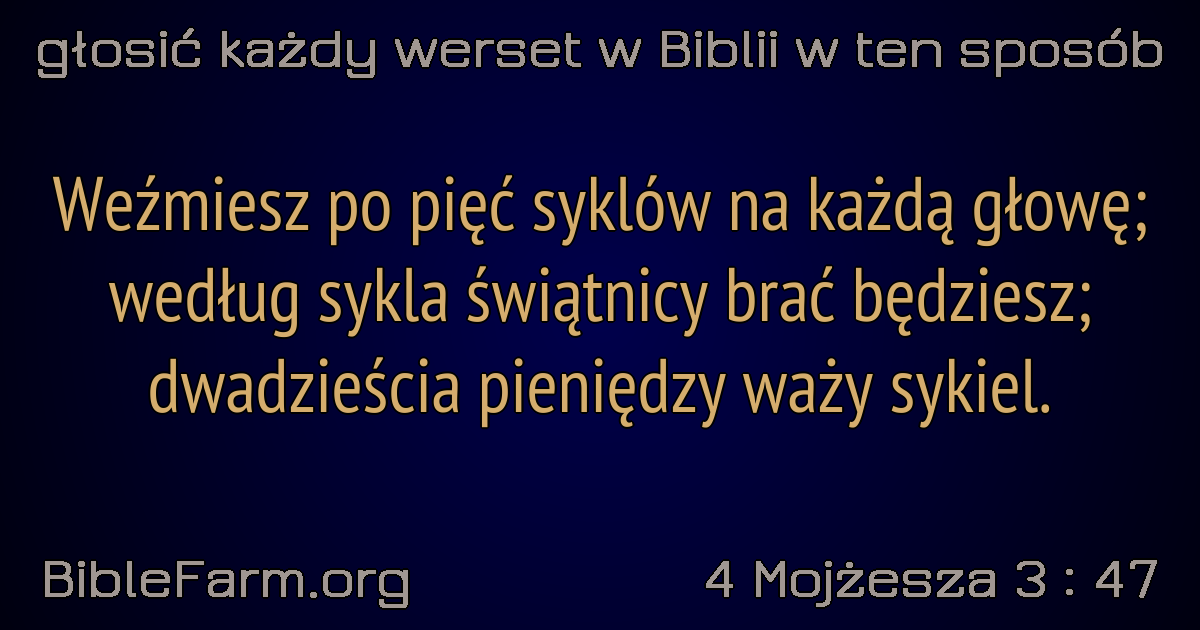 głosić każdy werset w Biblii w ten sposób
Weźmiesz po pięć syklów na każdą głowę;
według sykla świątnicy brać będziesz;
dwadzieścia pieniędzy waży sykiel.
BibleFarm.org
4 Mojżesza 3 : 47